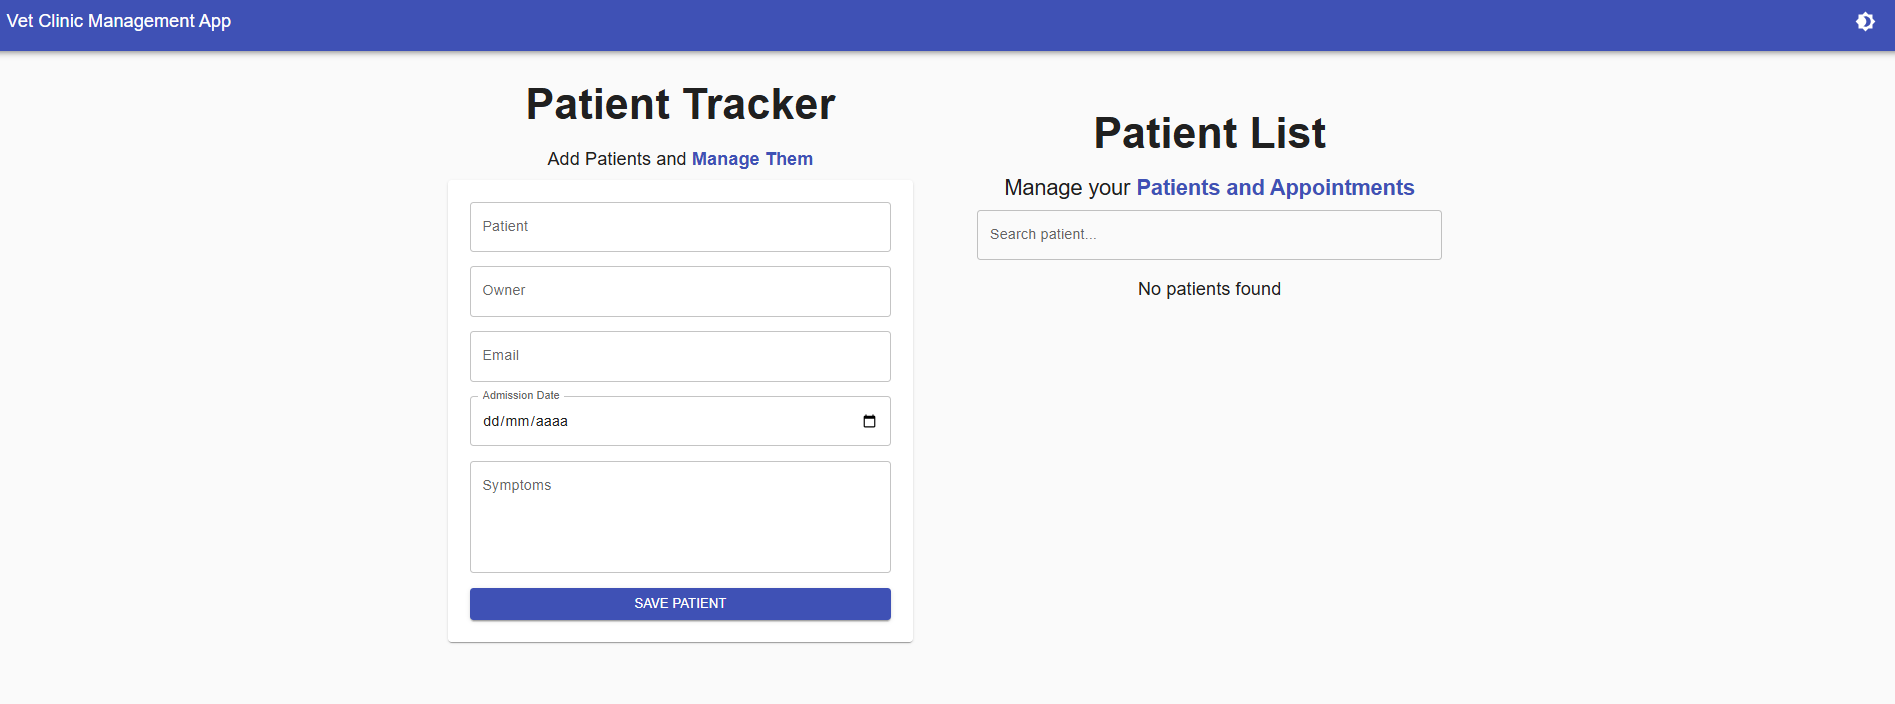 Vet Clinic Management App
Patient Tracker
Add Patients and Manage Them
Patient
Owner
Email
Admission Date
dd/mm/aaaa
Symptoms
SAVE PATIENT
Patient List
Manage your Patients and Appointments
Search patient...
No patients found